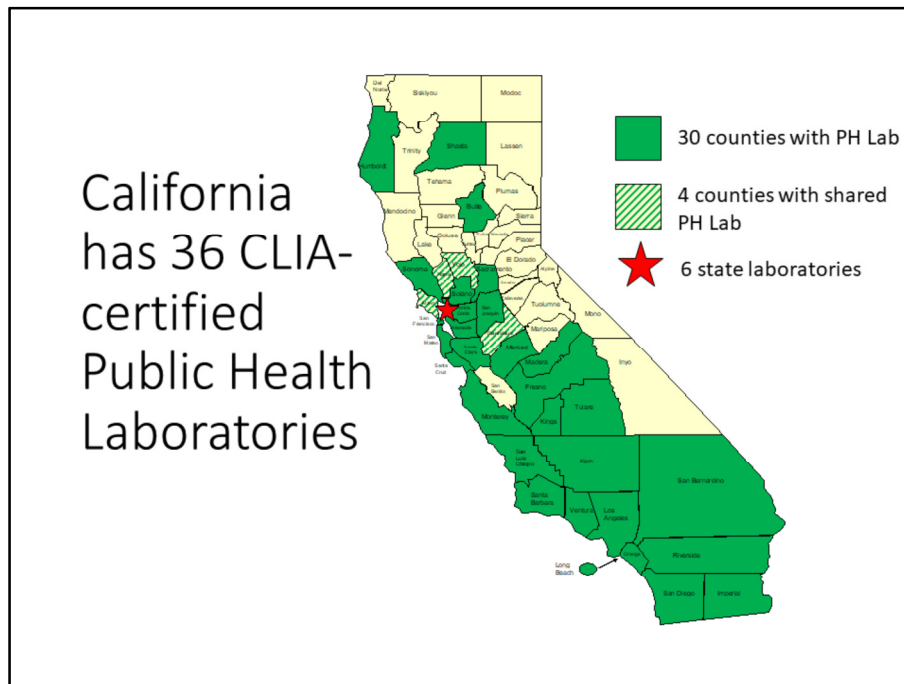 California
has 36 CLIA-
certified
Public Health
Laboratories
30 counties with PH Lab
4 counties with shared
PH Lab
6 state laboratories
Del
Norte
Siskiyou
Modoc
Humboldt
Trinity
Shasta
Lassen
Tehama
Plumas
Mendocino
Glenn
Butte
Sierra
Placer
Lake
El Dorado
Sonoma
Sacramento
Solano
San
Francisco
San
Mateo
Santa
Cruz
San
Joaquin
Tuolumne
Mono
Mariposa
Merced
Madera
Inyo
San
Benito
Fresno
Monterey
Kings
Tulare
San
Luis
Obispo
Kern
San Bernardino
Santa
Barbara
Ventura
Los
Angeles
Orange
Riverside
Long
Beach
San Diego
Imperial